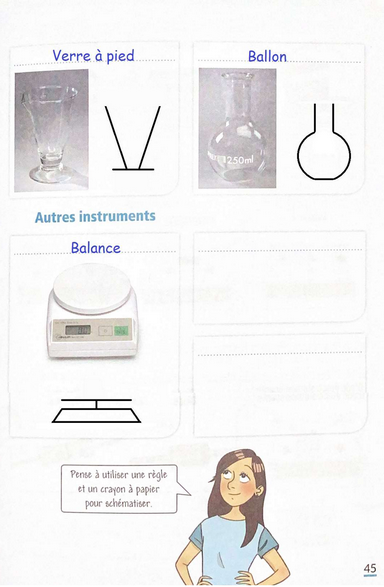 Verre à pied
Ballon
250ml
Autres instruments
Balance
Pense à utiliser une règle
et un crayon à papier
pour schématiser.
45